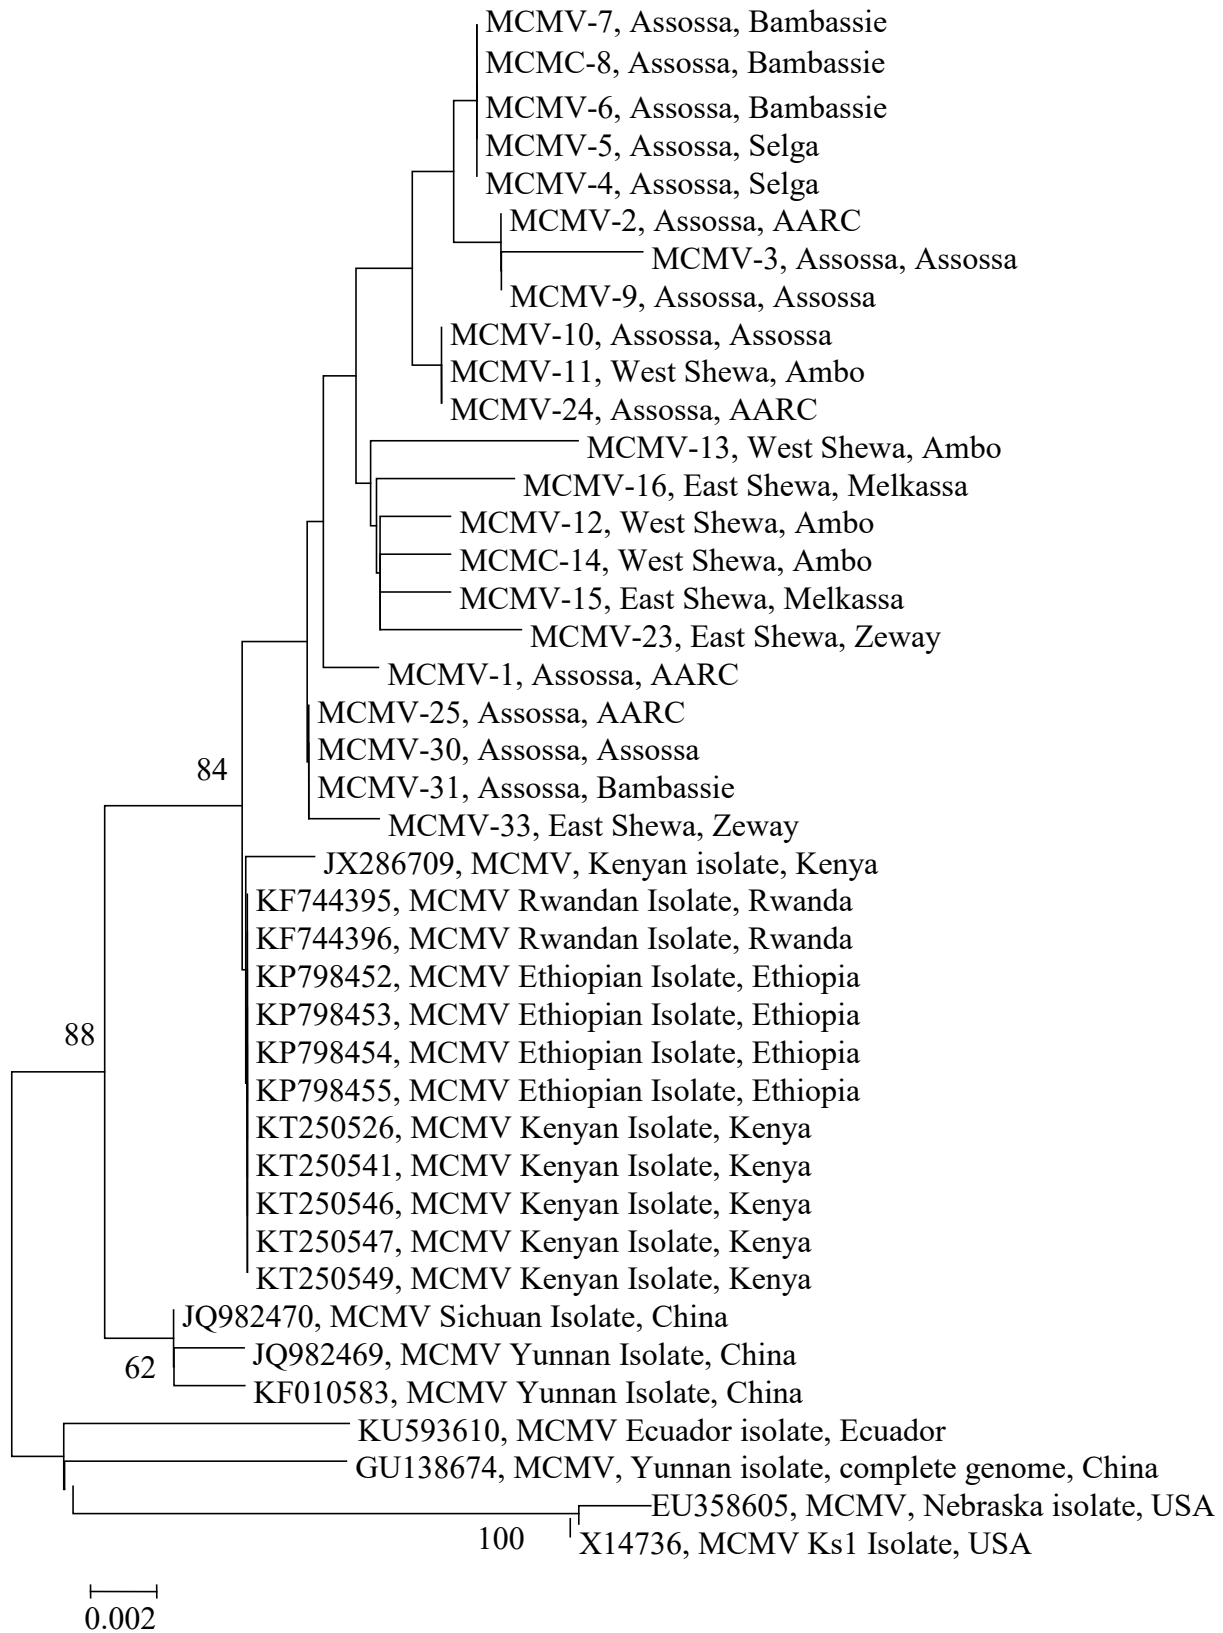 MCMV-7, Assossa, Bambassie
MCMC-8, Assossa, Bambassie
MCMV-6, Assossa, Bambassie
MCMV-5, Assossa, Selga
MCMV-4, Assossa, Selga
MCMV-2, Assossa, AARC
MCMV-3, Assossa, Assossa
MCMV-9, Assossa, Assossa
MCMV-10, Assossa, Assossa
MCMV-11, West Shewa, Ambo
MCMV-24, Assossa, AARC
MCMV-13, West Shewa, Ambo
MCMV-16, East Shewa, Melkassa
MCMV-12, West Shewa, Ambo
MCMC-14, West Shewa, Ambo
MCMV-15, East Shewa, Melkassa
MCMV-23, East Shewa, Zeway
MCMV-1, Assossa, AARC
MCMV-25, Assossa, AARC
MCMV-30, Assossa, Assossa
84
MCMV-31, Assossa, Bambassie
MCMV-33, East Shewa, Zeway
JX286709, MCMV, Kenyan isolate, Kenya
KF744395, MCMV Rwandan Isolate, Rwanda
KF744396, MCMV Rwandan Isolate, Rwanda
KP798452, MCMV Ethiopian Isolate, Ethiopia
KP798453, MCMV Ethiopian Isolate, Ethiopia
88
KP798454, MCMV Ethiopian Isolate, Ethiopia
KP798455, MCMV Ethiopian Isolate, Ethiopia
KT250526, MCMV Kenyan Isolate, Kenya
KT250541, MCMV Kenyan Isolate, Kenya
KT250546, MCMV Kenyan Isolate, Kenya
KT250547, MCMV Kenyan Isolate, Kenya
KT250549, MCMV Kenyan Isolate, Kenya
JQ982470, MCMV Sichuan Isolate, China
JQ982469, MCMV Yunnan Isolate, China
62
KF010583, MCMV Yunnan Isolate, China
KU593610, MCMV Ecuador isolate, Ecuador
GU138674, MCMV, Yunnan isolate, complete genome, China
EU358605, MCMV, Nebraska isolate, USA
100
X14736, MCMV Ks1 Isolate, USA
0.002